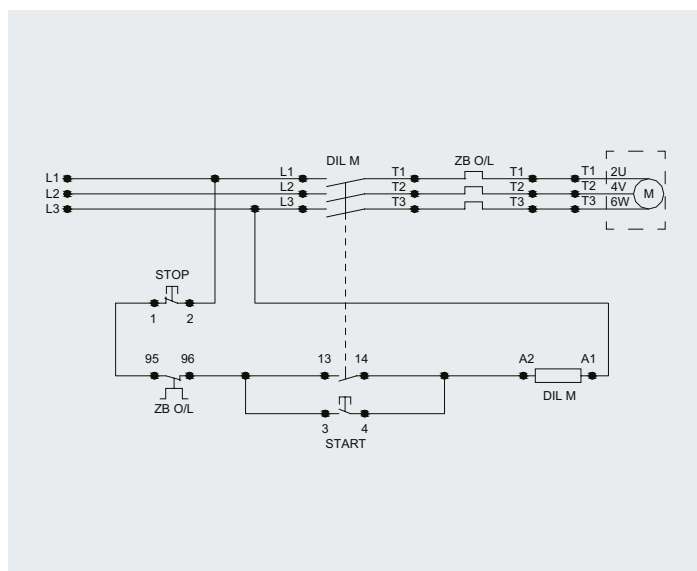 DIL M ZB O/L
L1 L1 T1 T1 T1 2U
L2 L2 T2 T2 T2 4V M
L3 L3 T3 T3 T3 6W
STOP
1 2
95 96 13 14 A2 A1
ZB O/L DIL M
3 4
START